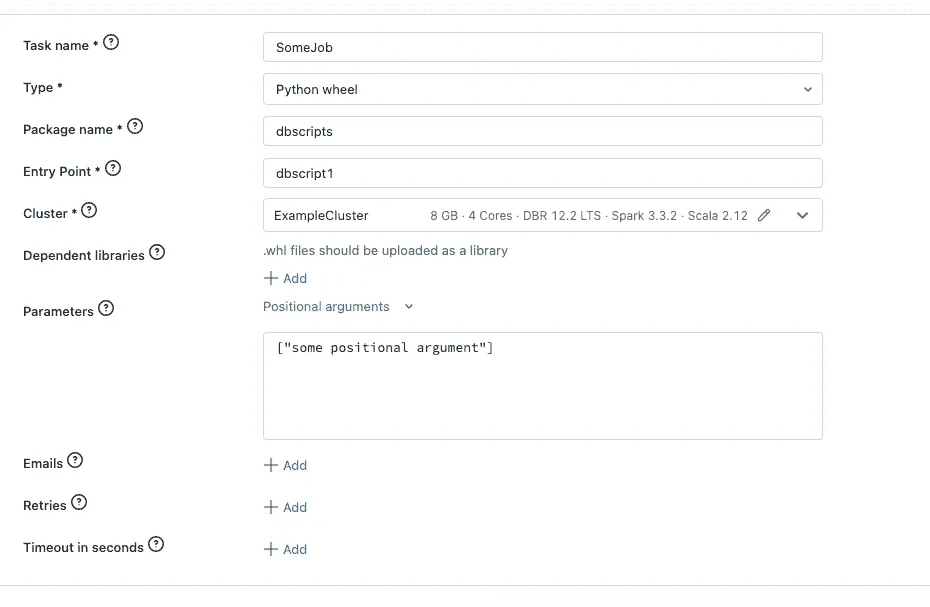 Task name *
SomeJob
Type *
Python wheel
Package name *
dbscripts
Entry Point *
dbscript1
Cluster *
ExampleCluster 8 GB · 4 Cores · DBR 12.2 LTS · Spark 3.3.2 · Scala 2.12
Dependent libraries
.whl files should be uploaded as a library
Add
Parameters
Positional arguments
["some positional argument"]
Emails
Add
Retries
Add
Timeout in seconds
Add